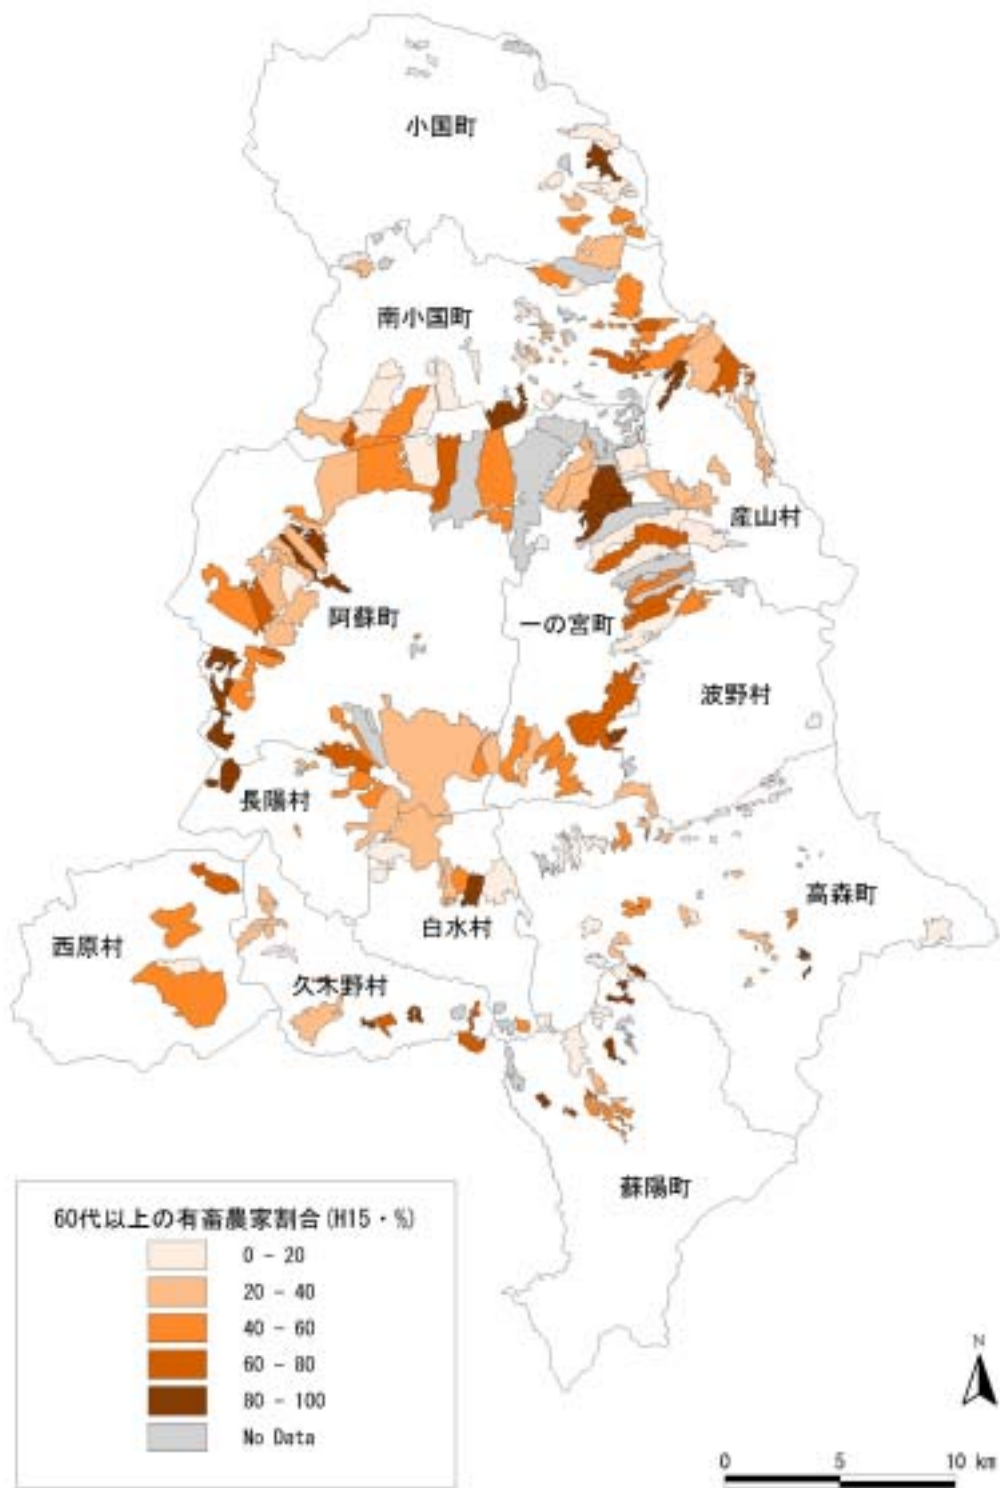 小国町
南小国町
産山村
阿蘇町
一の宮町
波野村
長陽村
高森町
白水村
西原村
久木野村
蘇陽町
60代以上の有畜農家割合(H15・%)
0 - 20
20 - 40
40 - 60
60 - 80
80 - 100
No Data
N
0 5 10 km